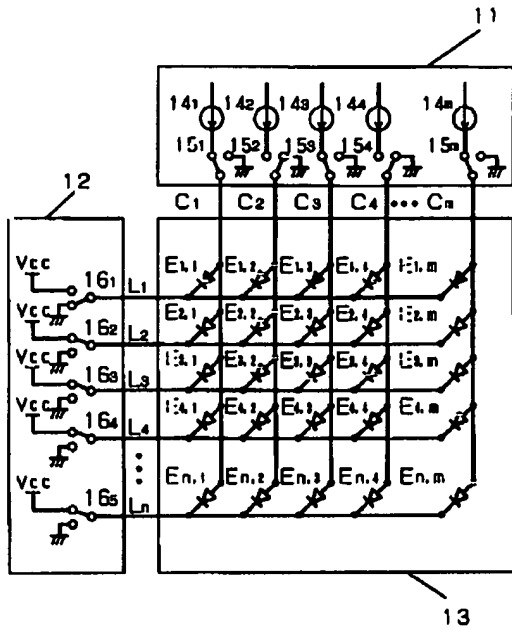 11
14₁ 14₂ 14₃ 14₄ 14m
15₁ 15₂ 15₃ 15₄ 15m
12
C₁ C₂ C₃ C₄ ••• Cm
Vcc 16₁ L₁ E1,1 E1,2 E1,3 E1,4 E1,m
Vcc 16₂ L₂ E2,1 E2,2 E2,3 E2,4 E2,m
Vcc 16₃ L₃ E3,1 E3,2 E3,3 E3,4 E3,m
Vcc 16₄ L₄ E4,1 E4,2 E4,3 E4,4 E4,m
Vcc 16₅ Ln En,1 En,2 En,3 En,4 En,m
13